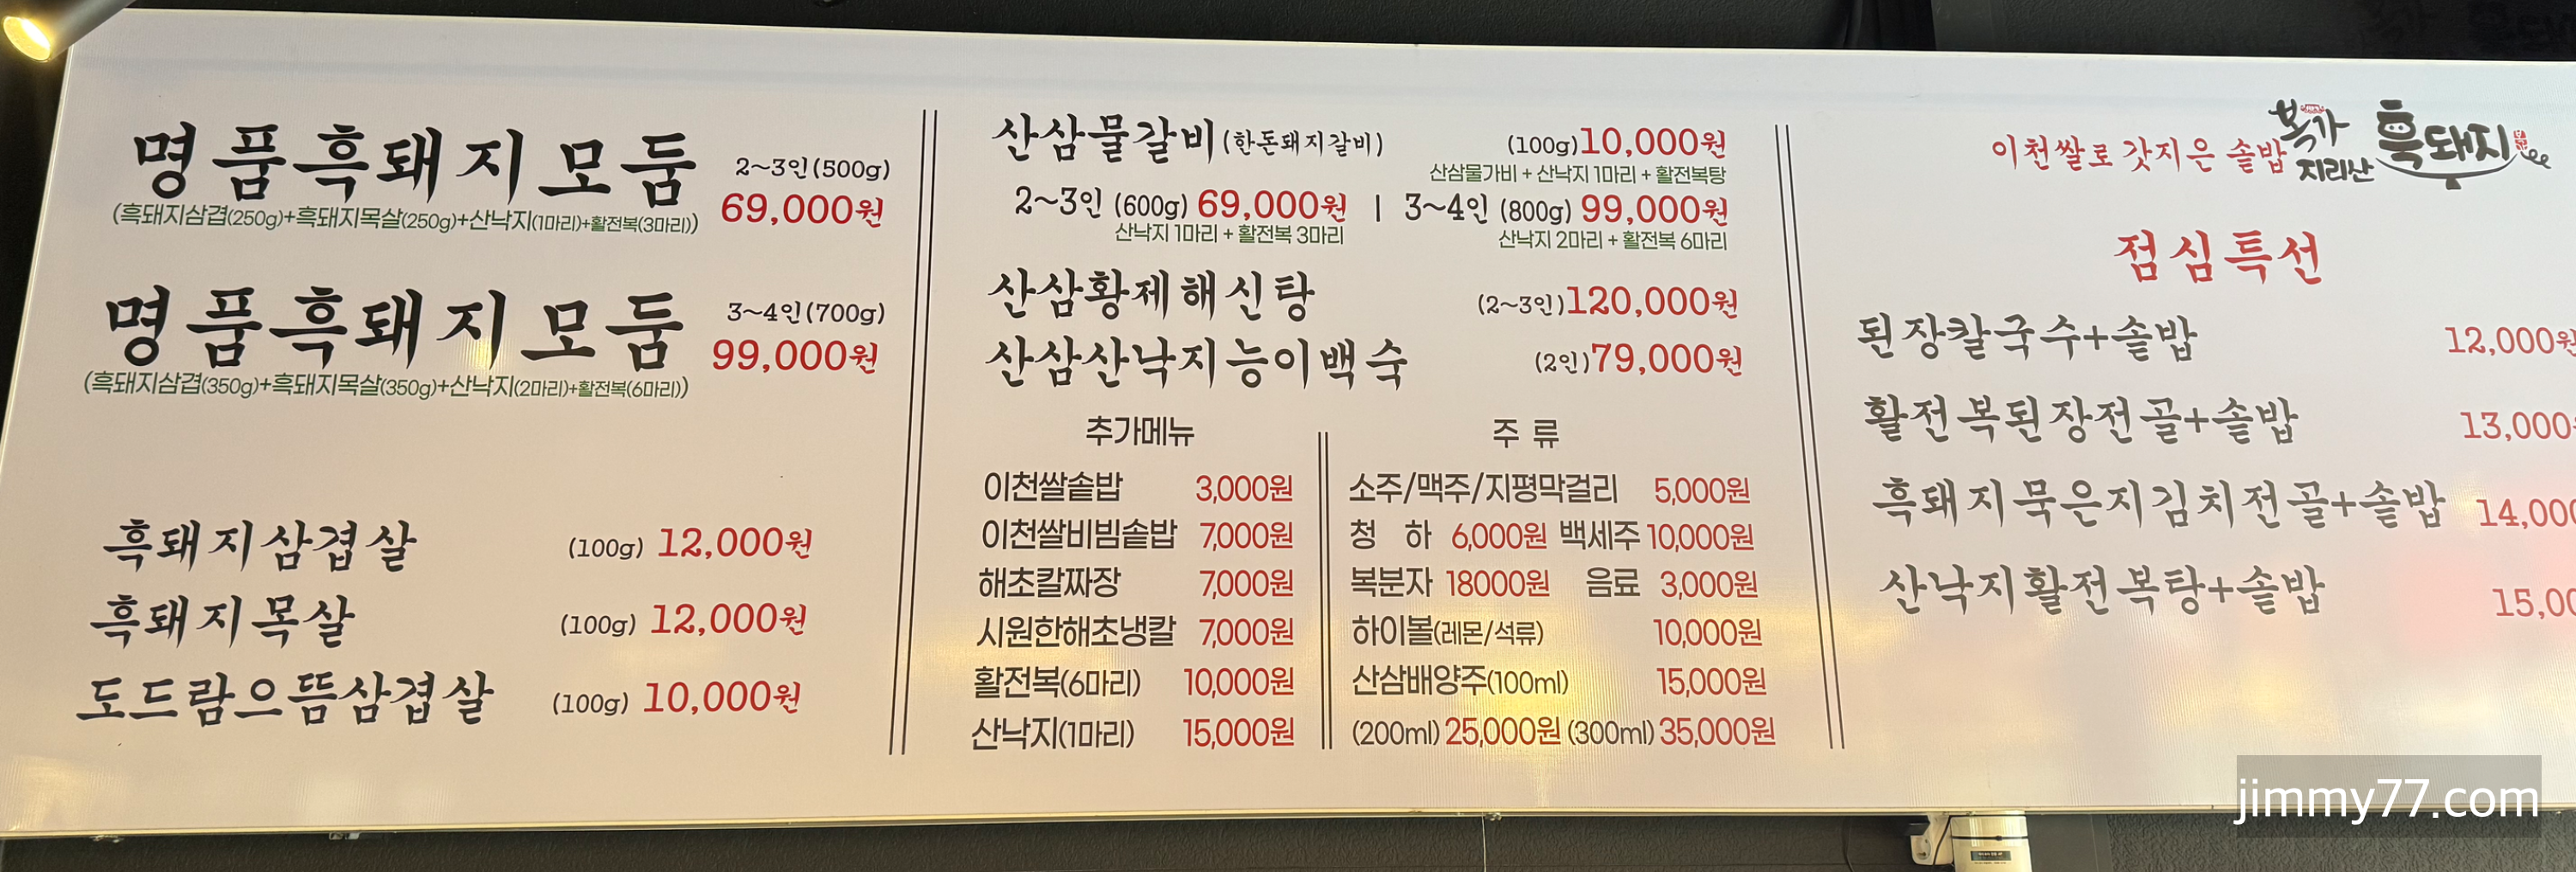 명품흑돼지모둠 2~3인(500g)
69,000원
(흑돼지삼겹(250g)+흑돼지목살(250g)+산낙지(1마리)+활전복(3마리))
명품흑돼지모둠 3~4인(700g)
99,000원
(흑돼지삼겹(350g)+흑돼지목살(350g)+산낙지(2마리)+활전복(6마리))
흑돼지삼겹살 (100g) 12,000원
흑돼지목살 (100g) 12,000원
도드람으뜸삼겹살 (100g) 10,000원
산삼물갈비(한돈돼지갈비) (100g)10,000원
산삼물가비 + 산낙지 1마리 + 활전복탕
2~3인 (600g) 69,000원 | 3~4인 (800g) 99,000원
산낙지 1마리 + 활전복 3마리 산낙지 2마리 + 활전복 6마리
산삼황제해신탕 (2~3인)120,000원
산삼산낙지능이백숙 (2인)79,000원
추가메뉴
이천쌀솥밥 3,000원
이천쌀비빔솥밥 7,000원
해초칼짜장 7,000원
시원한해초냉칼 7,000원
활전복(6마리) 10,000원
산낙지(1마리) 15,000원
주 류
소주/맥주/지평막걸리 5,000원
청 하 6,000원 백세주 10,000원
복분자 18000원 음료 3,000원
하이볼(레몬/석류) 10,000원
산삼배양주(100ml) 15,000원
(200ml) 25,000원 (300ml) 35,000원
이천쌀로 갓지은 솥밥 복가 지리산 흑돼지
점심특선
된장칼국수+솥밥 12,000원
활전복된장전골+솥밥 13,000
흑돼지묵은지김치전골+솥밥 14,000
산낙지활전복탕+솥밥 15,00
jimmy77.com